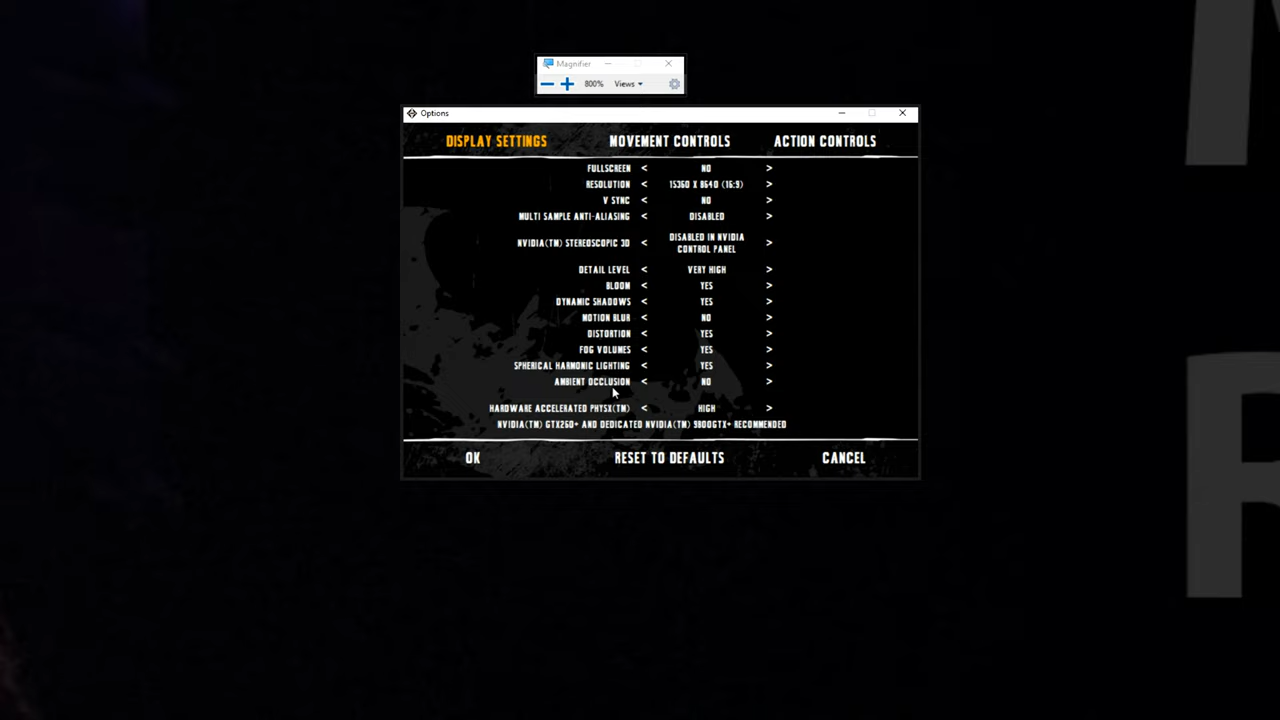 Magnifier
800% Views
Options
DISPLAY SETTINGS MOVEMENT CONTROLS ACTION CONTROLS
FULLSCREEN < NO >
RESOLUTION < 15360 X 8640 (16:9) >
V SYNC < NO >
MULTI SAMPLE ANTI-ALIASING < DISABLED >
NVIDIA(TM) STEREOSCOPIC 3D < DISABLED IN NVIDIA CONTROL PANEL >
DETAIL LEVEL < VERY HIGH >
BLOOM < YES >
DYNAMIC SHADOWS < YES >
MOTION BLUR < NO >
DISTORTION < YES >
FOG VOLUMES < YES >
SPHERICAL HARMONIC LIGHTING < YES >
AMBIENT OCCLUSION < NO >
HARDWARE ACCELERATED PHYSX(TM) < HIGH >
NVIDIA(TM) GTX260+ AND DEDICATED NVIDIA(TM) 9800GTX+ RECOMMENDED
OK RESET TO DEFAULTS CANCEL